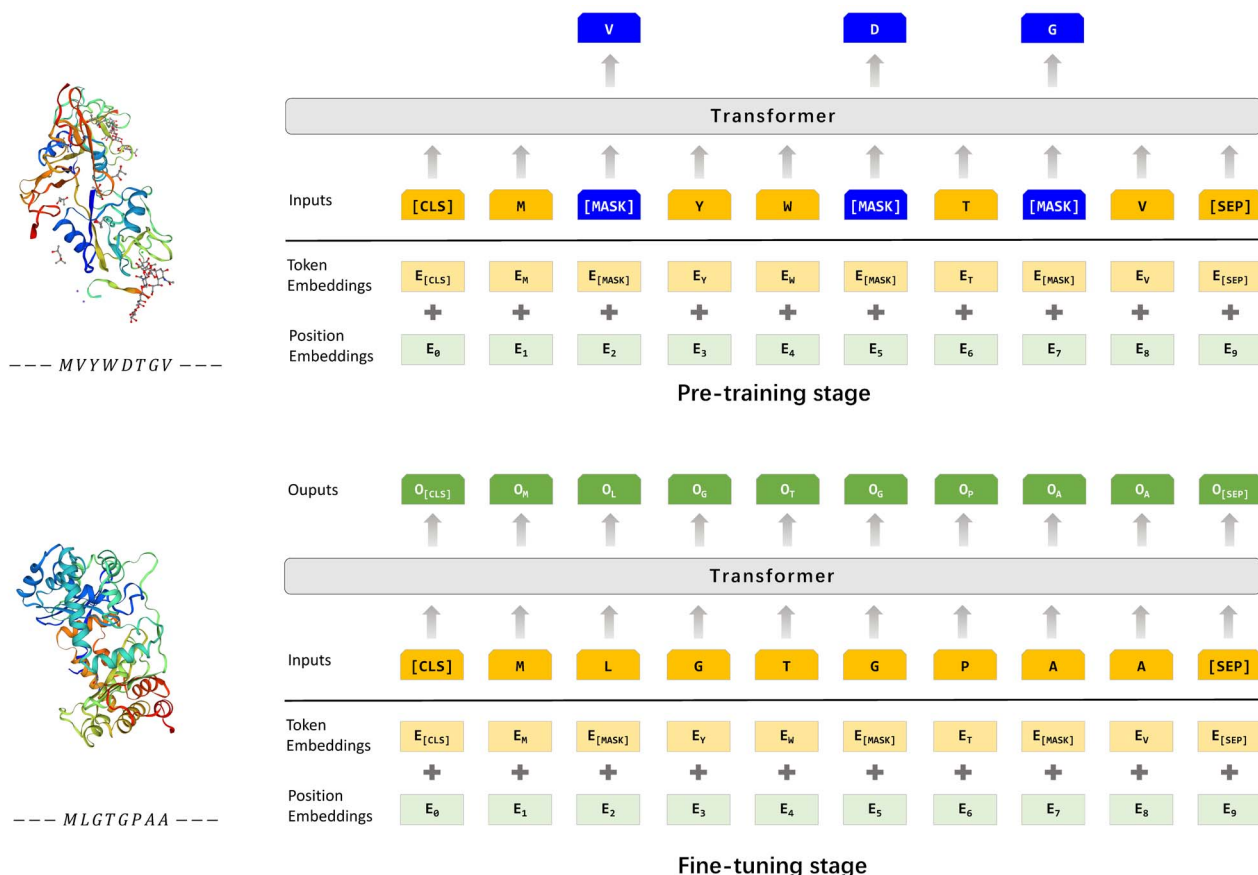 V D G
Transformer
Inputs [CLS] M [MASK] Y W [MASK] T [MASK] V [SEP]
Token
Embeddings
E[CLS] EM E[MASK] EY EW E[MASK] ET E[MASK] EV E[SEP]
+ + + + + + + + + +
Position
Embeddings
E0 E1 E2 E3 E4 E5 E6 E7 E8 E9
--- MVYWDTGV ---
Pre-training stage
Ouputs O[CLS] OM OL OG OT OG OP OA OA O[SEP]
Transformer
Inputs [CLS] M L G T G P A A [SEP]
Token
Embeddings
E[CLS] EM E[MASK] EY EW E[MASK] ET E[MASK] EV E[SEP]
+ + + + + + + + + +
Position
Embeddings
E0 E1 E2 E3 E4 E5 E6 E7 E8 E9
--- MLGTGPAA ---
Fine-tuning stage